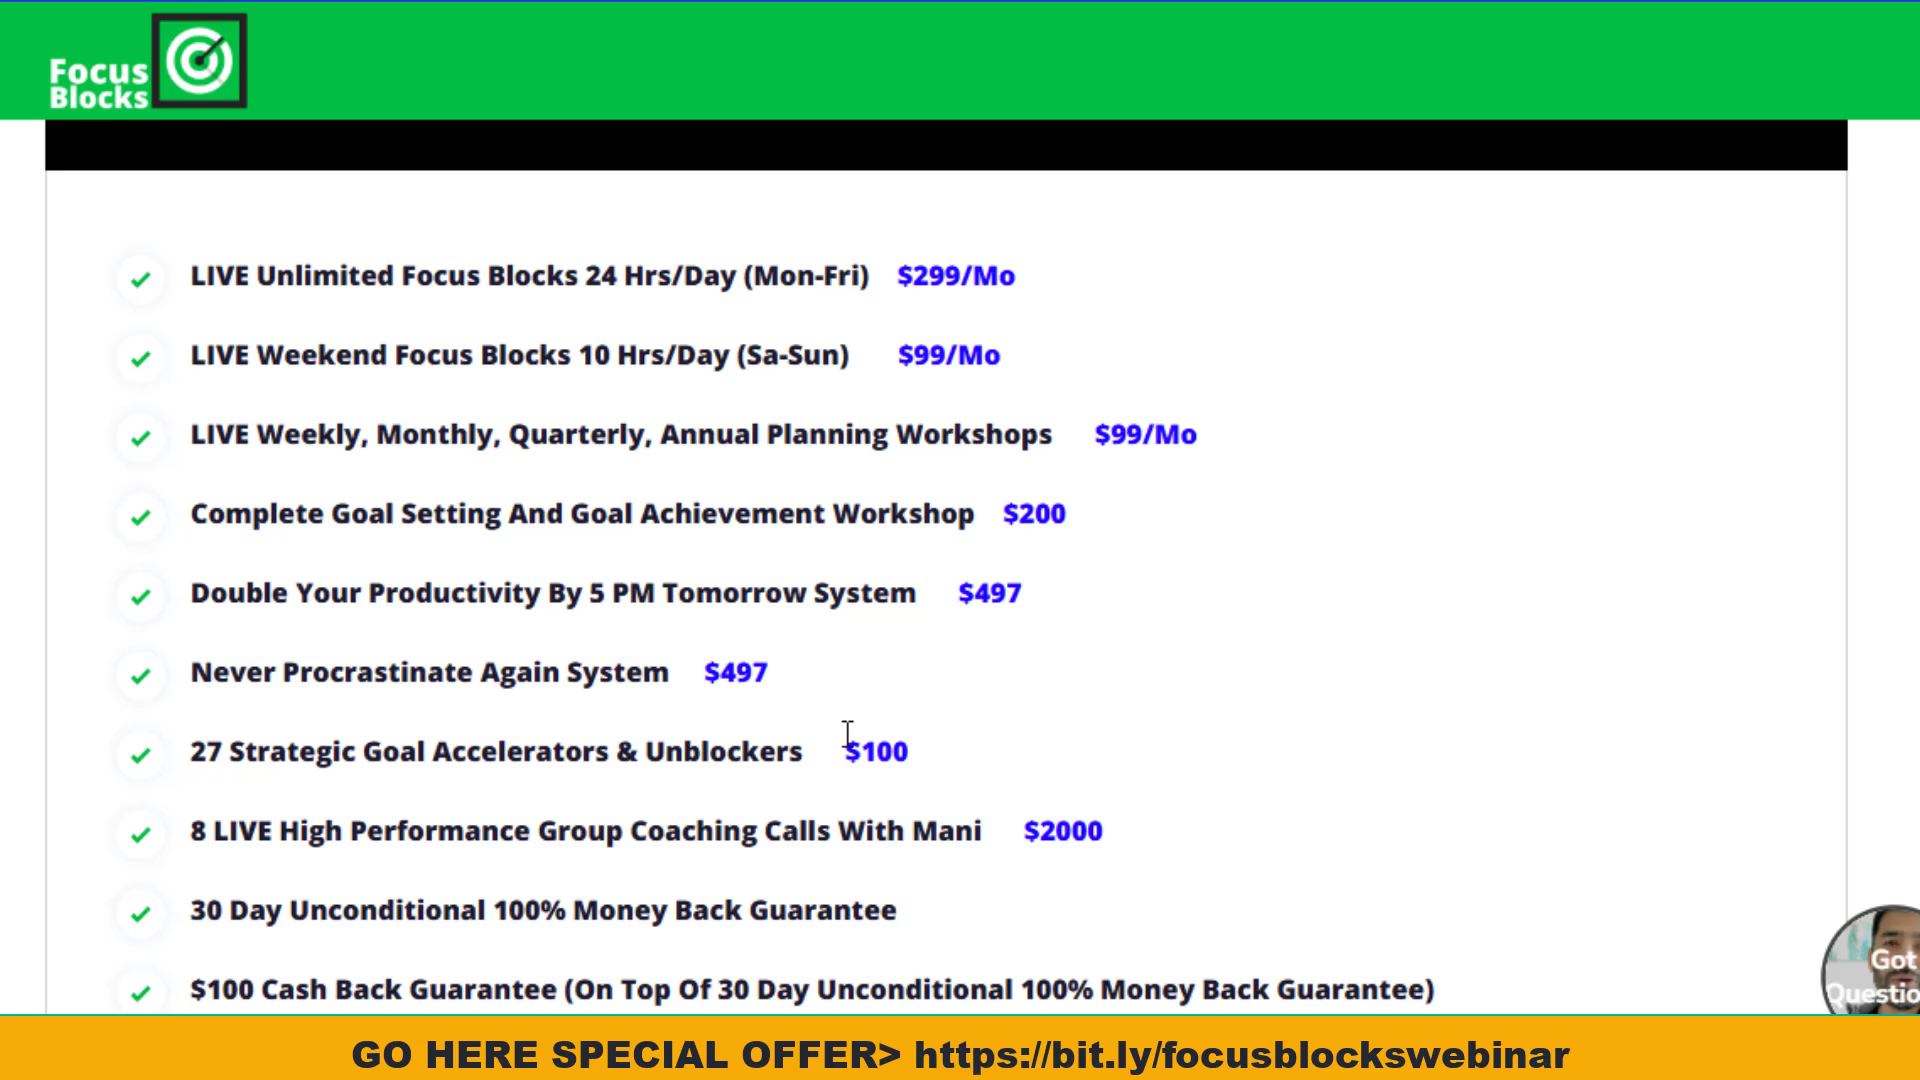 Focus
Blocks
LIVE Unlimited Focus Blocks 24 Hrs/Day (Mon-Fri) $299/Mo
LIVE Weekend Focus Blocks 10 Hrs/Day (Sa-Sun) $99/Mo
LIVE Weekly, Monthly, Quarterly, Annual Planning Workshops $99/Mo
Complete Goal Setting And Goal Achievement Workshop $200
Double Your Productivity By 5 PM Tomorrow System $497
Never Procrastinate Again System $497
27 Strategic Goal Accelerators & Unblockers $100
8 LIVE High Performance Group Coaching Calls With Mani $2000
30 Day Unconditional 100% Money Back Guarantee
$100 Cash Back Guarantee (On Top Of 30 Day Unconditional 100% Money Back Guarantee)
Got
Questio
GO HERE SPECIAL OFFER> https://bit.ly/focusblockswebinar